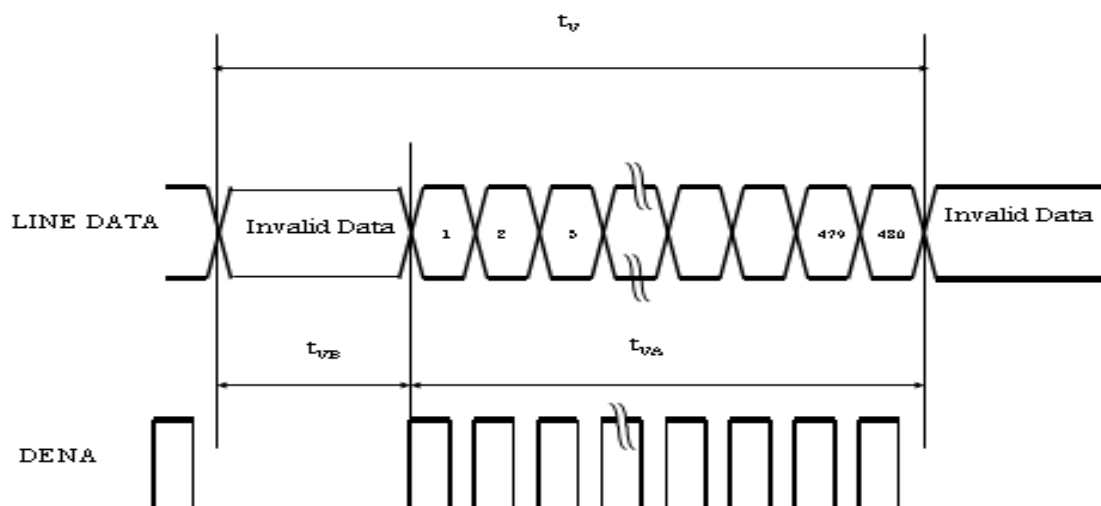 tV
LINE DATA
Invalid Data
1
2
3
479
480
Invalid Data
tVB
tVA
DENA